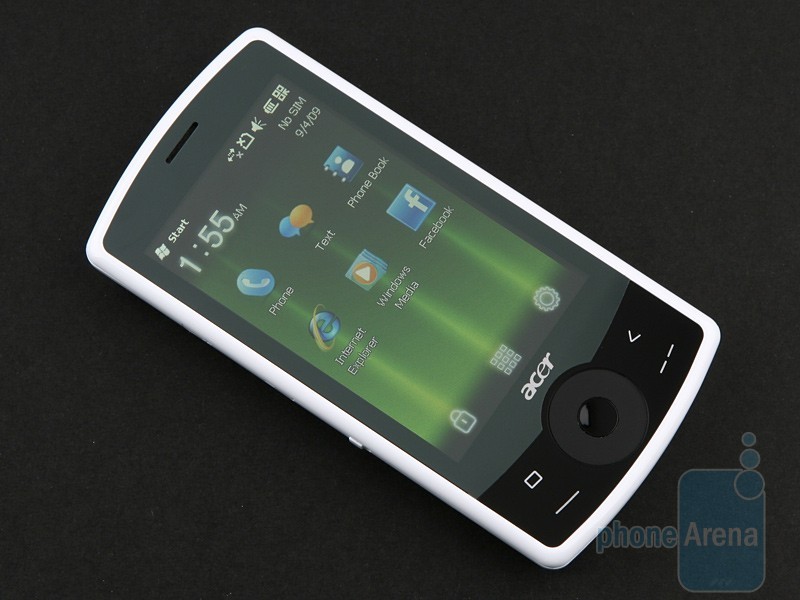 Start
No SIM
1:55 AM
9/4/09
Phone
Text
Phone Book
Internet
Explorer
Windows
Media
Facebook
acer
phoneArena